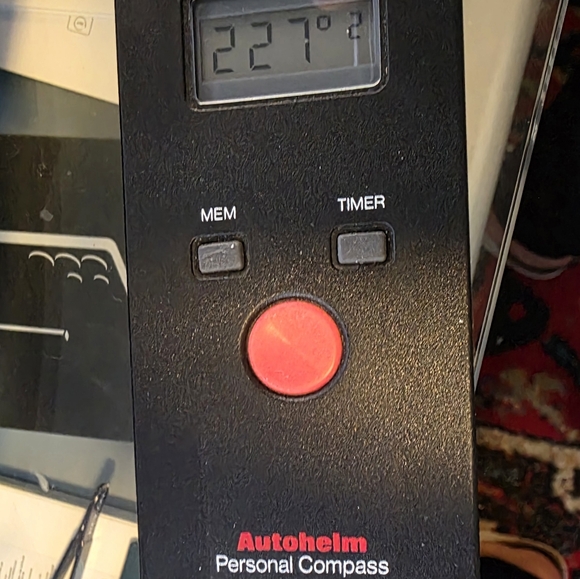 227° 2
MEM
TIMER
Autohelm
Personal Compass